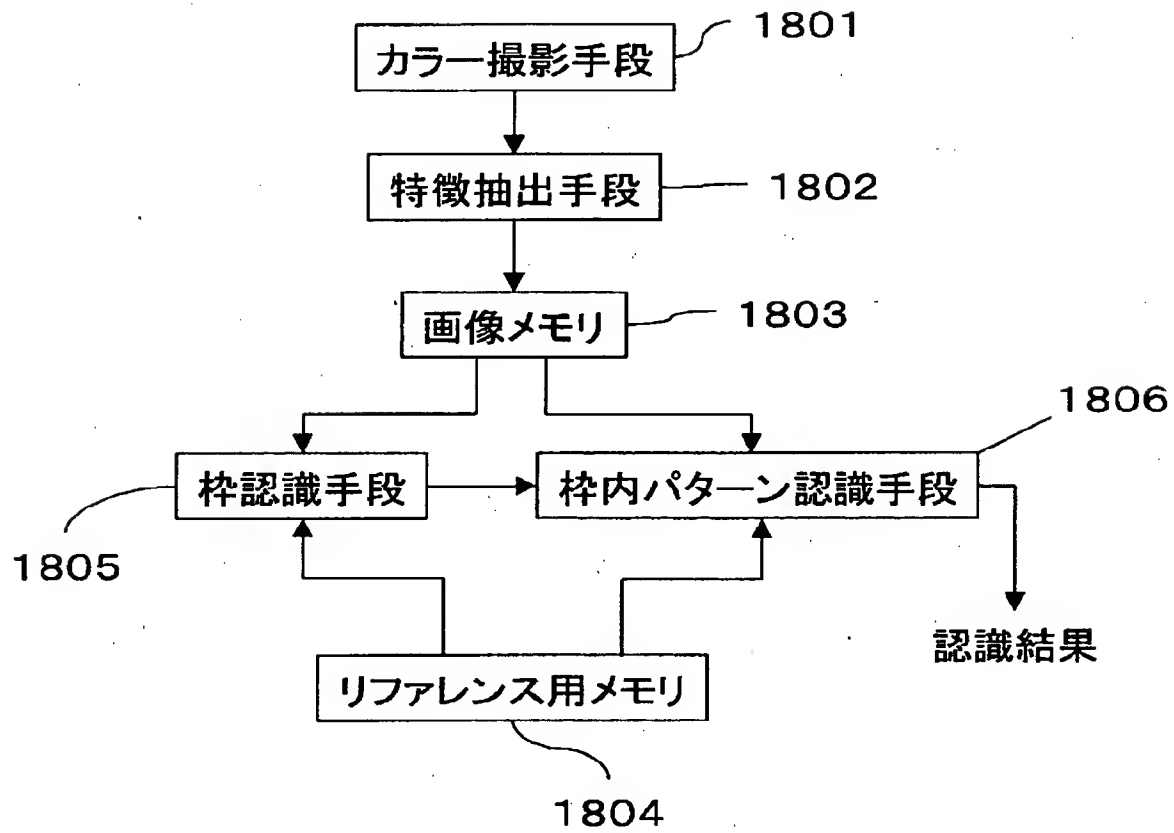 1801
カラー撮影手段
特徴抽出手段
1802
画像メモリ
1803
1806
枠認識手段
枠内パターン認識手段
1805
認識結果
リファレンス用メモリ
1804